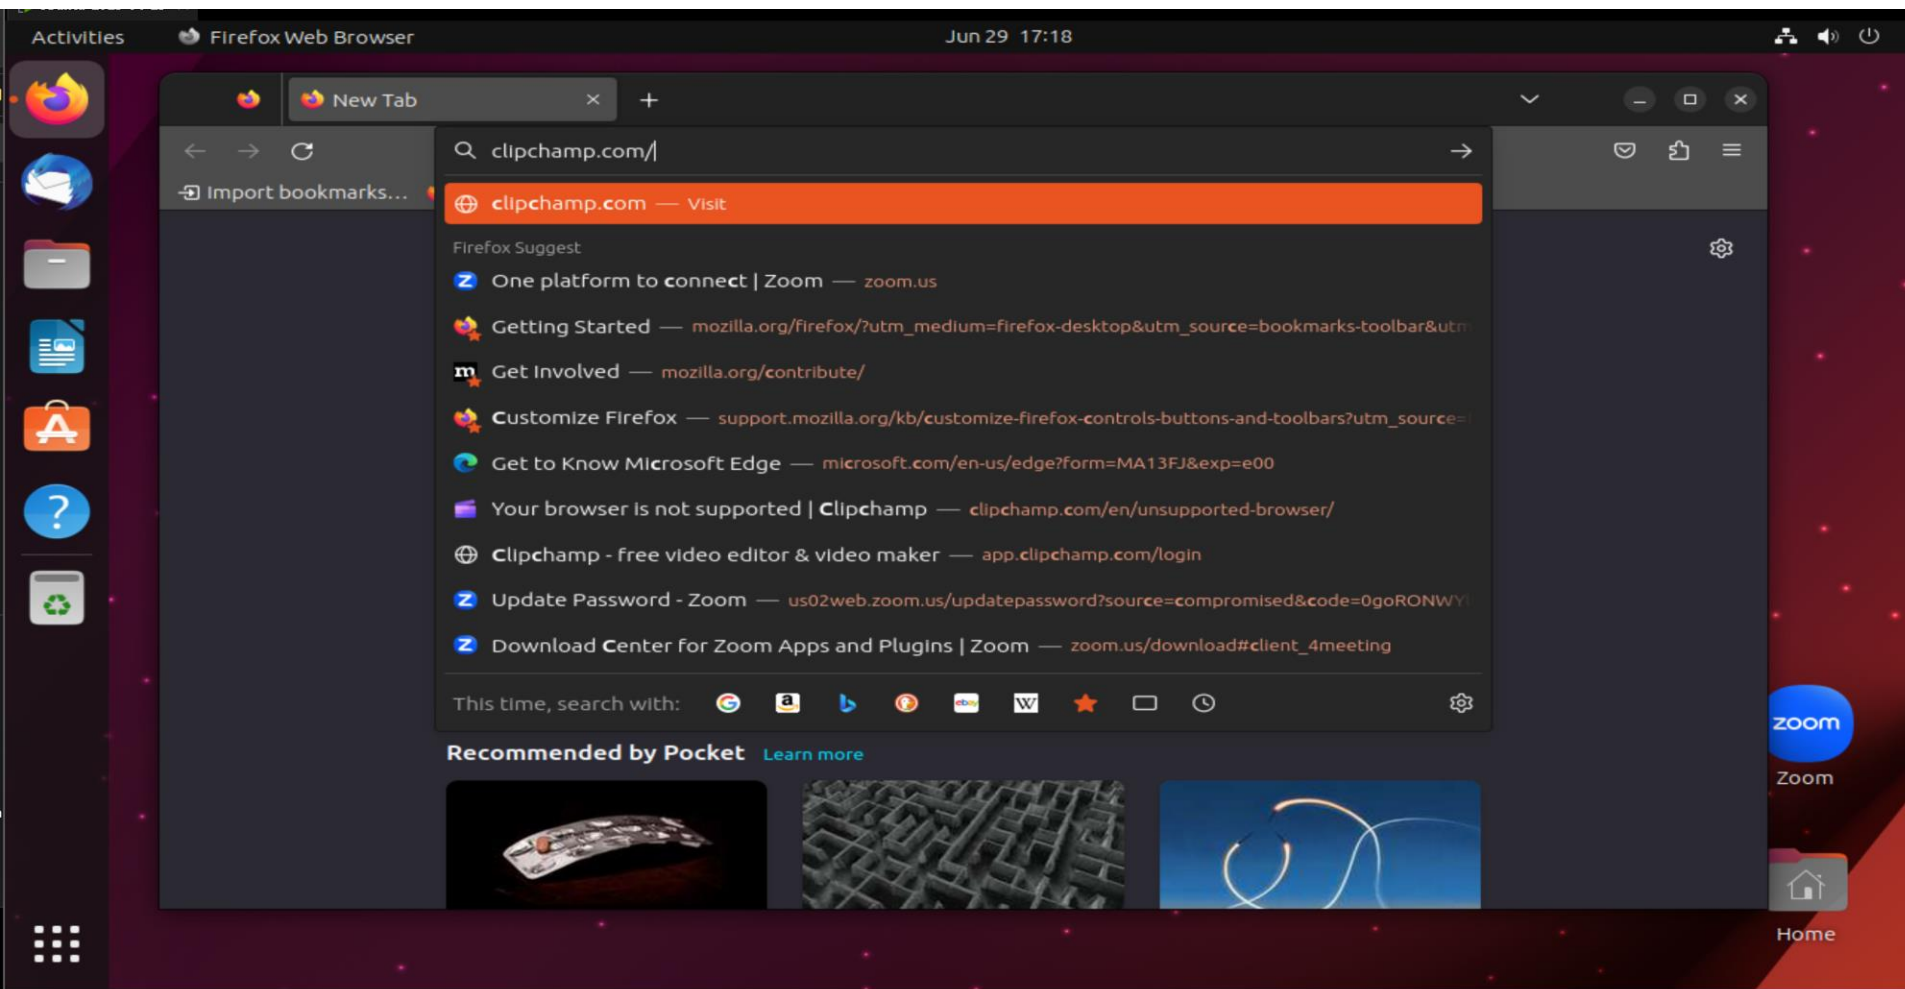 Activities Firefox Web Browser Jun 29 17:18
New Tab
clipchamp.com/
Import bookmarks...
clipchamp.com — Visit
Firefox Suggest
One platform to connect | Zoom — zoom.us
Getting Started — mozilla.org/firefox/?utm_medium=firefox-desktop&utm_source=bookmarks-toolbar&utm
Get Involved — mozilla.org/contribute/
Customize Firefox — support.mozilla.org/kb/customize-firefox-controls-buttons-and-toolbars?utm_source=
Get to Know Microsoft Edge — microsoft.com/en-us/edge?form=MA13FJ&exp=e00
Your browser is not supported | Clipchamp — clipchamp.com/en/unsupported-browser/
Clipchamp - free video editor & video maker — app.clipchamp.com/login
Update Password - Zoom — us02web.zoom.us/updatepassword?source=compromised&code=0goRONWY
Download Center for Zoom Apps and Plugins | Zoom — zoom.us/download#client_4meeting
This time, search with:
zoom
Recommended by Pocket Learn more
Zoom
Home